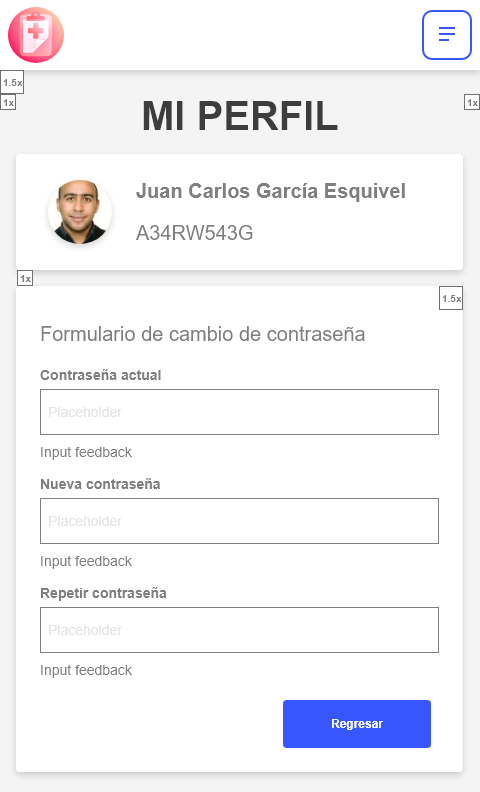 1.5x
1x
1x
MI PERFIL
Juan Carlos García Esquivel
A34RW543G
1x
1.5x
Formulario de cambio de contraseña
Contraseña actual
Placeholder
Input feedback
Nueva contraseña
Placeholder
Input feedback
Repetir contraseña
Placeholder
Input feedback
Regresar